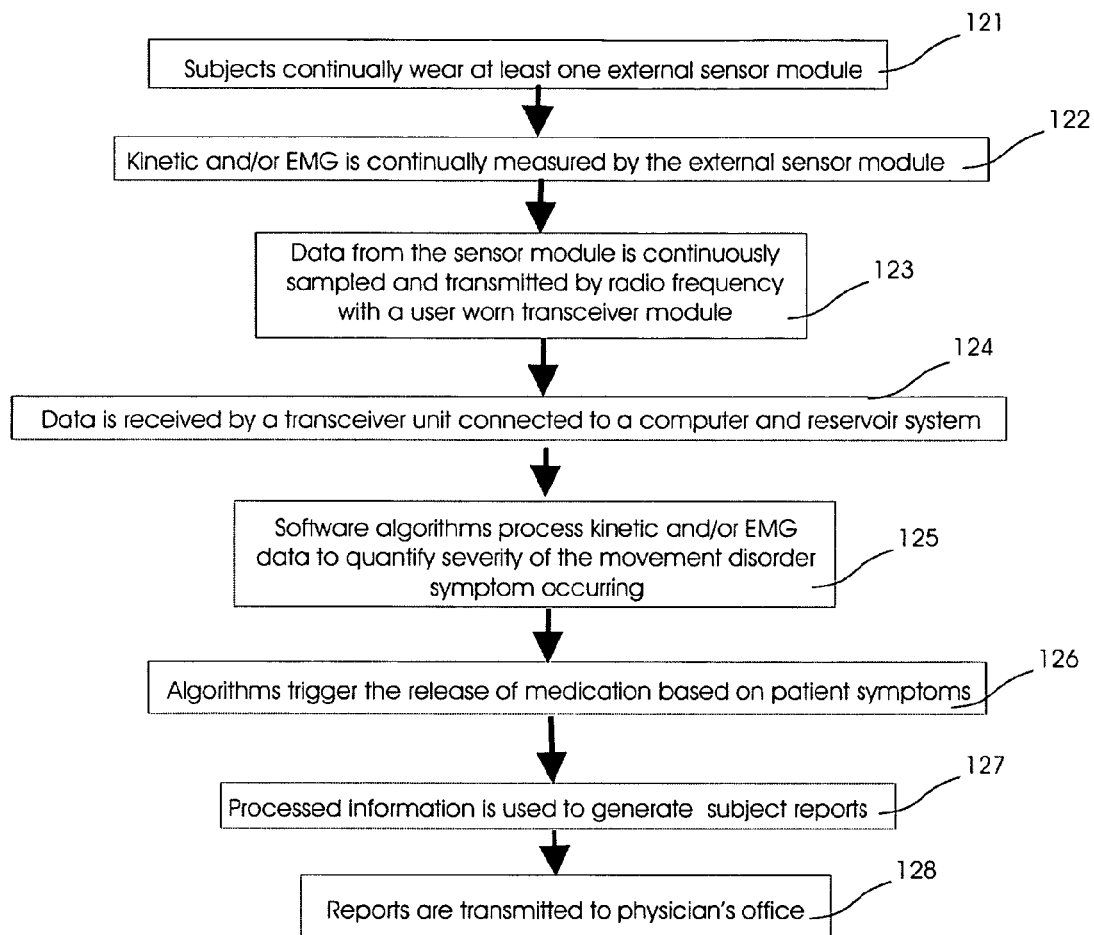 121
Subjects continually wear at least one external sensor module
122
Kinetic and/or EMG is continually measured by the external sensor module
Data from the sensor module is continuously
sampled and transmitted by radio frequency
with a user worn transceiver module
123
124
Data is received by a transceiver unit connected to a computer and reservoir system
Software algorithms process kinetic and/or EMG
data to quantify severity of the movement disorder
symptom occurring
125
Algorithms trigger the release of medication based on patient symptoms
126
127
Processed information is used to generate subject reports
128
Reports are transmitted to physician's office